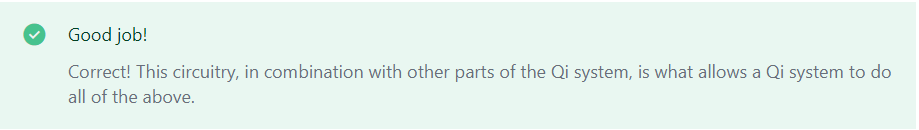 Good job!
Correct! This circuitry, in combination with other parts of the Qi system, is what allows a Qi system to do
all of the above.